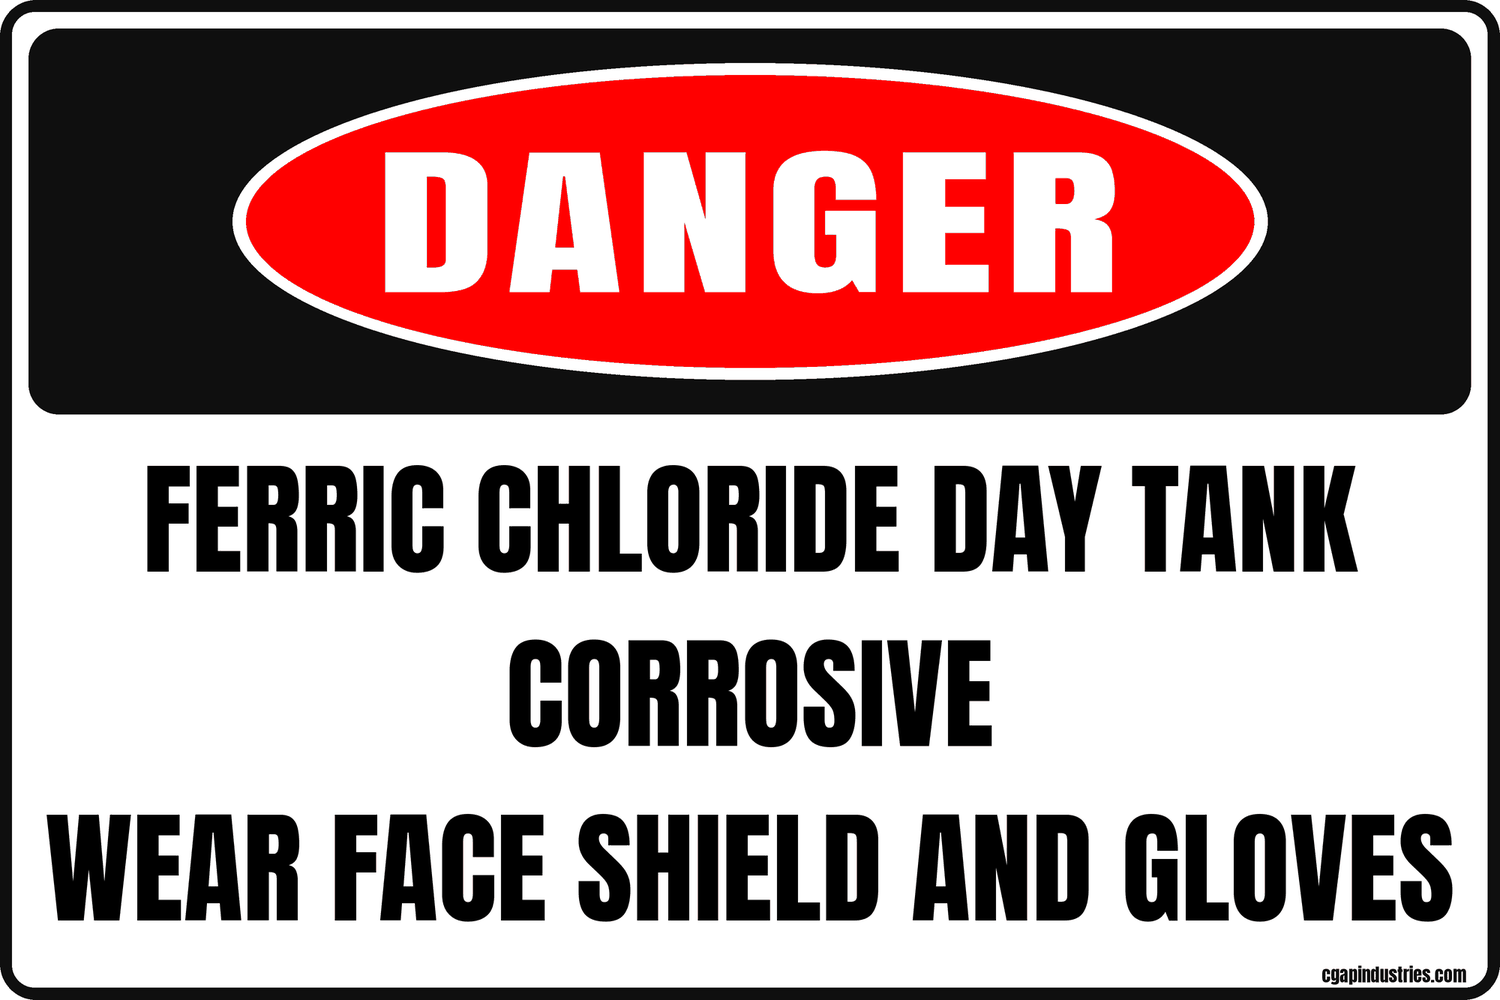 DANGER
FERRIC CHLORIDE DAY TANK
CORROSIVE
WEAR FACE SHIELD AND GLOVES
cgapindustries.com